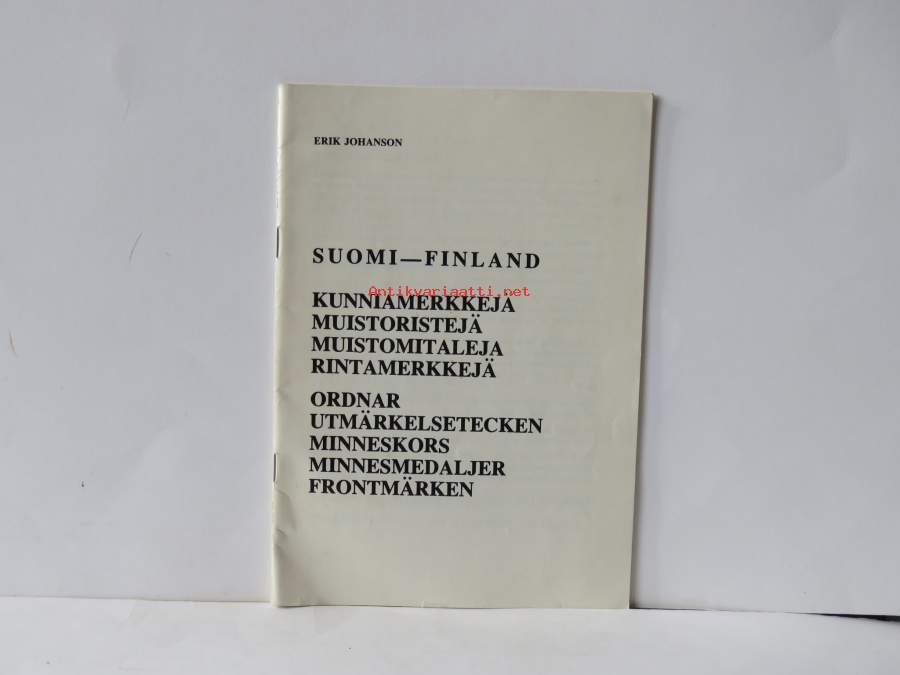 ERIK JOHANSON
SUOMI—FINLAND
Antikvariaatti.net
KUNNIAMERKKEJÄ
MUISTORISTEJÄ
MUISTOMITALEJA
RINTAMERKKEJÄ
ORDNAR
UTMÄRKELSETECKEN
MINNESKORS
MINNESMEDALJER
FRONTMÄRKEN